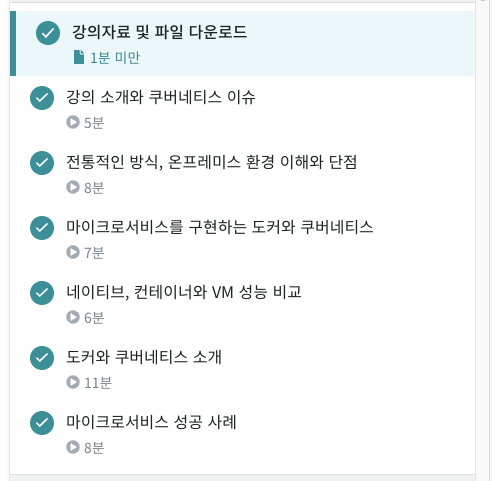 강의자료 및 파일 다운로드
1분 미만
강의 소개와 쿠버네티스 이슈
5분
전통적인 방식, 온프레미스 환경 이해와 단점
8분
마이크로서비스를 구현하는 도커와 쿠버네티스
7분
네이티브, 컨테이너와 VM 성능 비교
6분
도커와 쿠버네티스 소개
11분
마이크로서비스 성공 사례
8분